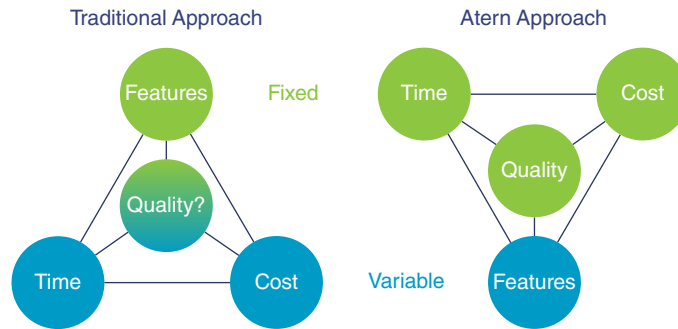 Traditional Approach
Atern Approach
Features
Fixed
Time
Cost
Quality
Quality?
Time
Cost
Variable
Features